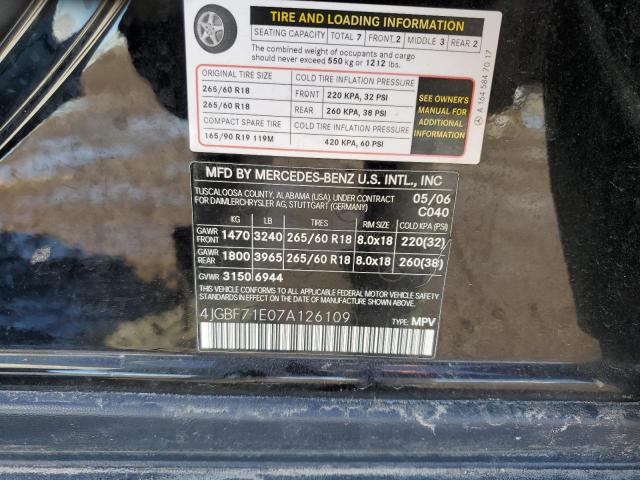 TIRE AND LOADING INFORMATION
SEATING CAPACITY TOTAL 7 FRONT 2 MIDDLE 3 REAR 2
The combined weight of occupants and cargo
should never exceed 550 kg or 1212 lbs.
ORIGINAL TIRE SIZE COLD TIRE INFLATION PRESSURE
265/60 R18 FRONT 220 KPA, 32 PSI
265/60 R18 REAR 260 KPA, 38 PSI
COMPACT SPARE TIRE COLD TIRE INFLATION PRESSURE
165/90 R19 119M 420 KPA, 60 PSI
SEE OWNER'S
MANUAL FOR
ADDITIONAL
INFORMATION
A 164 584 70 17
MFD BY MERCEDES-BENZ U.S. INTL., INC
TUSCALOOSA COUNTY, ALABAMA (USA), UNDER CONTRACT 05/06
FOR DAIMLERCHRYSLER AG, STUTTGART (GERMANY) C040
KG LB TIRES RIM SIZE COLD KPA (PSI)
GAWR FRONT 1470 3240 265/60 R18 8.0x18 220(32)
GAWR REAR 1800 3965 265/60 R18 8.0x18 260(38)
GVWR 3150 6944
THIS VEHICLE CONFORMS TO ALL APPLICABLE FEDERAL MOTOR VEHICLE SAFETY
STANDARDS IN EFFECT ON THE DATE OF MANUFACTURE SHOWN ABOVE.
4JGBF71E07A126109 TYPE: MPV